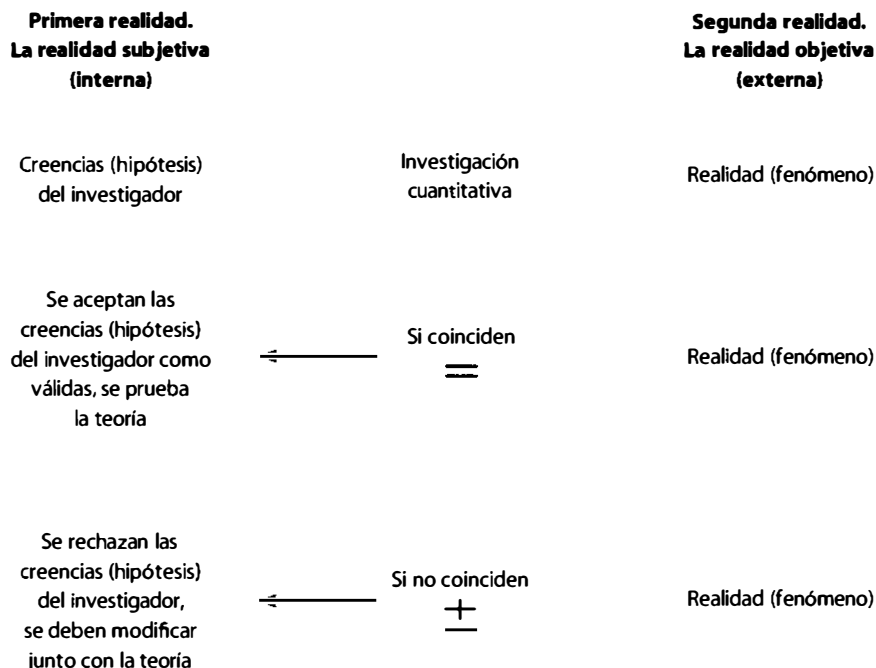 Primera realidad.
La realidad subjetiva
(interna)
Segunda realidad.
La realidad objetiva
(externa)
Creencias (hipótesis)
del investigador
Investigación
cuantitativa
Realidad (fenómeno)
Se aceptan las
creencias (hipótesis)
del investigador como
válidas, se prueba
la teoría
Si coinciden
=
Realidad (fenómeno)
Se rechazan las
creencias (hipótesis)
del investigador,
se deben modificar
junto con la teoría
Si no coinciden
±
Realidad (fenómeno)